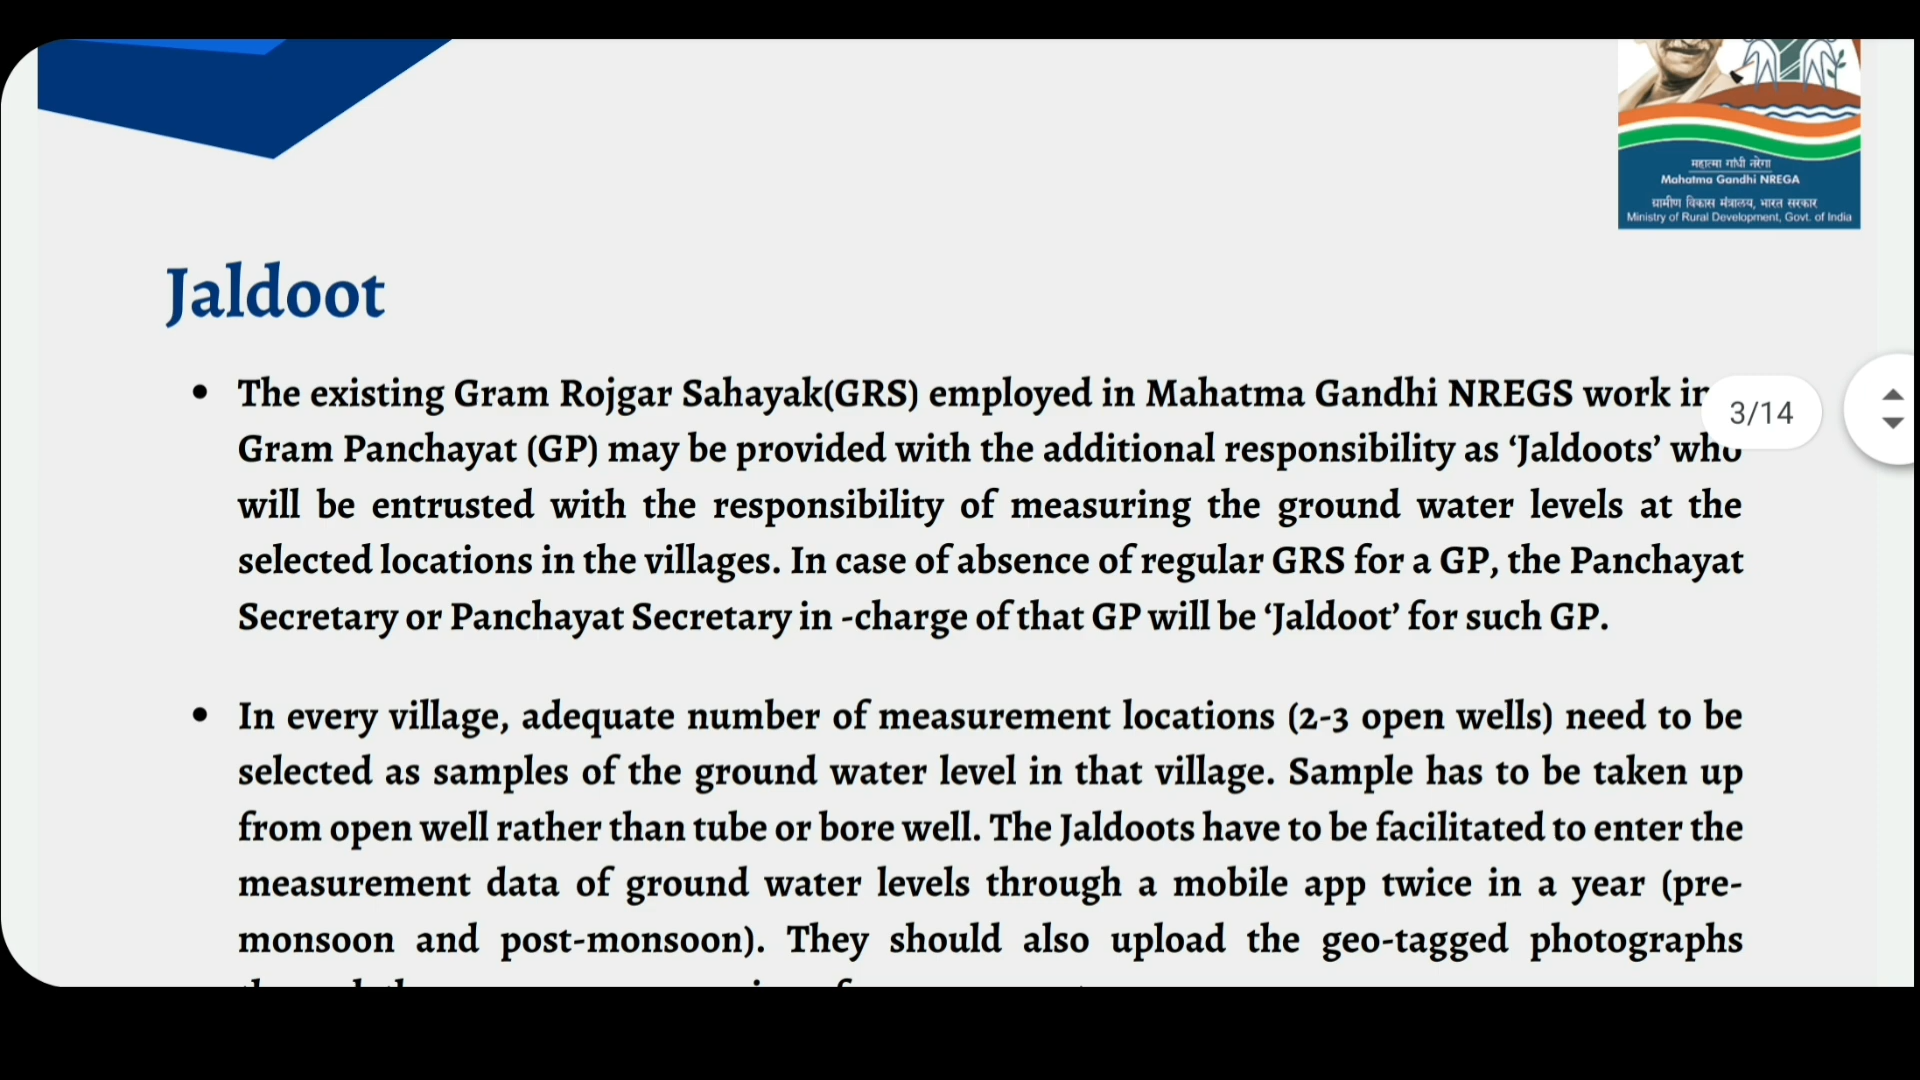 महात्मा गांधी नरेगा
Mahatma Gandhi NREGA
ग्रामीण विकास मंत्रालय, भारत सरकार
Ministry of Rural Development, Govt. of India
Jaldoot
• The existing Gram Rojgar Sahayak(GRS) employed in Mahatma Gandhi NREGS work in
3/14
Gram Panchayat (GP) may be provided with the additional responsibility as ‘Jaldoots’ who
will be entrusted with the responsibility of measuring the ground water levels at the
selected locations in the villages. In case of absence of regular GRS for a GP, the Panchayat
Secretary or Panchayat Secretary in -charge of that GP will be ‘Jaldoot’ for such GP.
• In every village, adequate number of measurement locations (2-3 open wells) need to be
selected as samples of the ground water level in that village. Sample has to be taken up
from open well rather than tube or bore well. The Jaldoots have to be facilitated to enter the
measurement data of ground water levels through a mobile app twice in a year (pre-
monsoon and post-monsoon). They should also upload the geo-tagged photographs